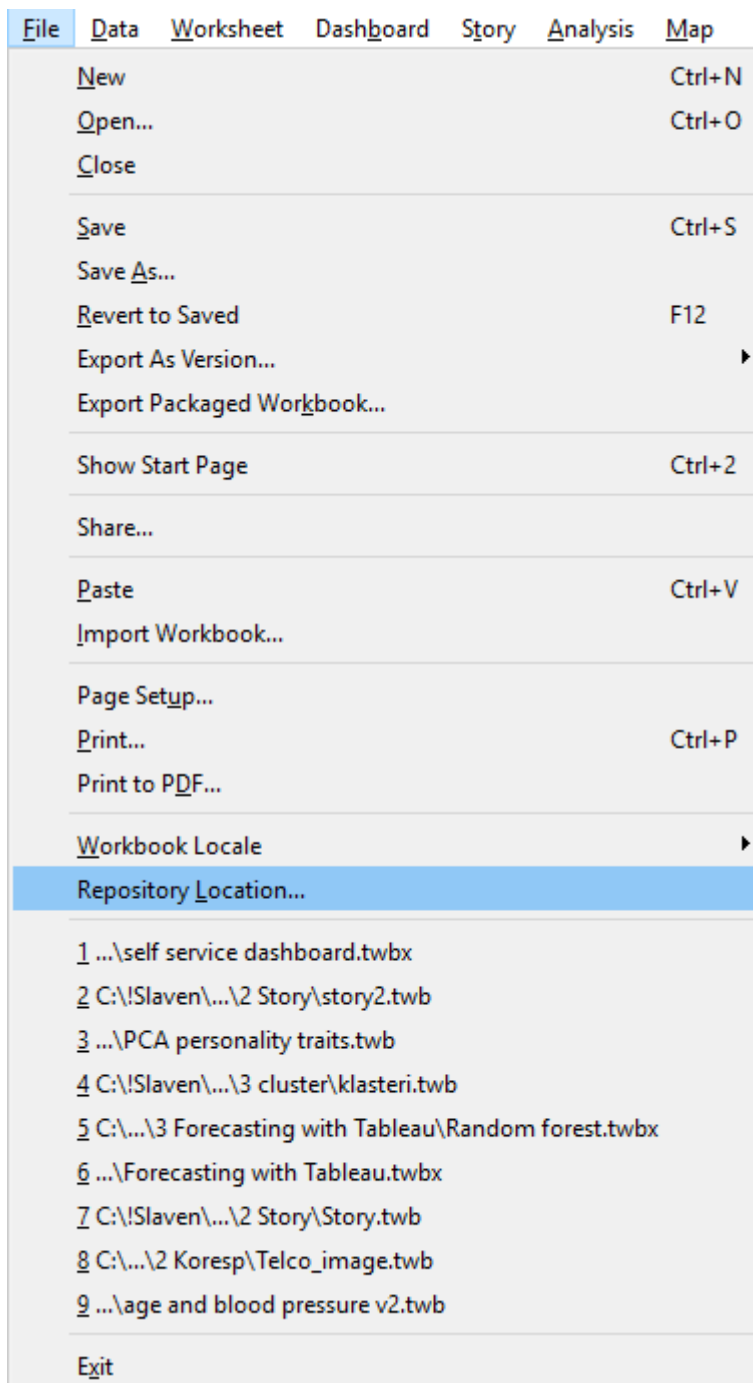 File Data Worksheet Dashboard Story Analysis Map
New Ctrl+N
Open... Ctrl+O
Close
Save Ctrl+S
Save As...
Revert to Saved F12
Export As Version...
Export Packaged Workbook...
Show Start Page Ctrl+2
Share...
Paste Ctrl+V
Import Workbook...
Page Setup...
Print... Ctrl+P
Print to PDF...
Workbook Locale
Repository Location...
1 ...\self service dashboard.twbx
2 C:\!Slaven\...\2 Story\story2.twb
3 ...\PCA personality traits.twb
4 C:\!Slaven\...\3 cluster\klasteri.twb
5 C:\...\3 Forecasting with Tableau\Random forest.twbx
6 ...\Forecasting with Tableau.twbx
7 C:\!Slaven\...\2 Story\Story.twb
8 C:\...\2 Koresp\Telco_image.twb
9 ...\age and blood pressure v2.twb
Exit